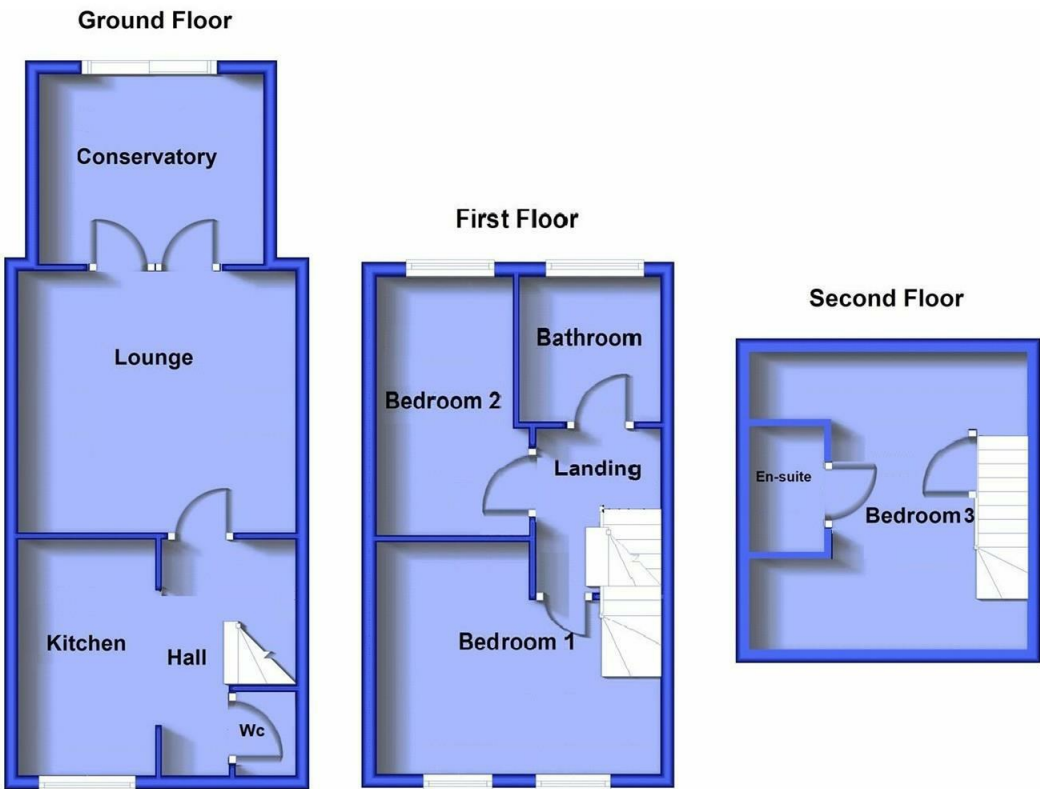 Ground Floor
Conservatory
Lounge
Kitchen
Hall
Wc
First Floor
Bathroom
Bedroom 2
Landing
Bedroom 1
Second Floor
En-suite
Bedroom 3